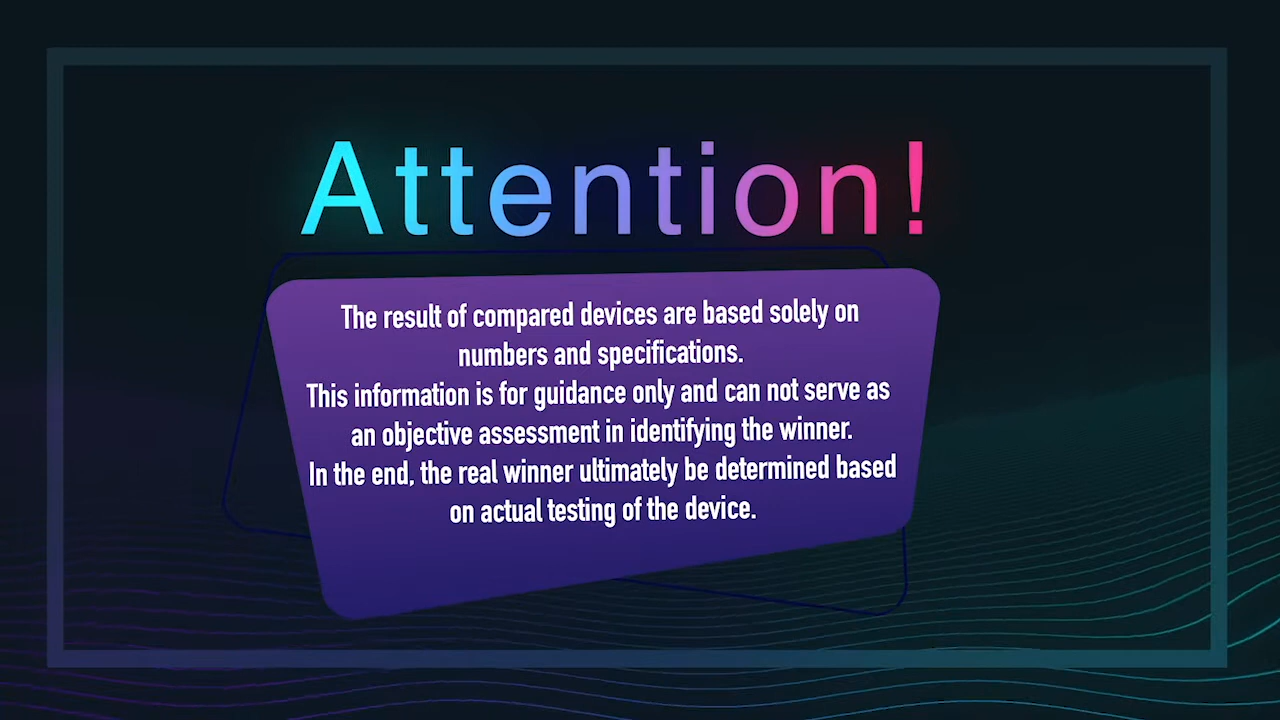 Attention!
The result of compared devices are based solely on
numbers and specifications.
This information is for guidance only and can not serve as
an objective assessment in identifying the winner.
In the end, the real winner ultimately be determined based
on actual testing of the device.